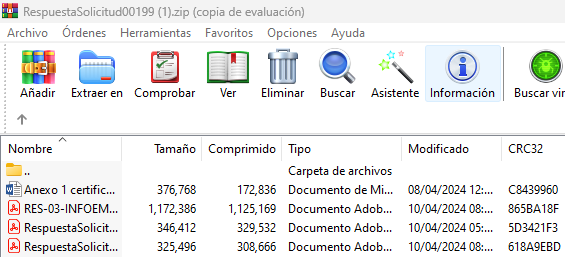 RespuestaSolicitud00199 (1).zip (copia de evaluación)
Archivo Órdenes Herramientas Favoritos Opciones Ayuda
Añadir Extraer en Comprobar Ver Eliminar Buscar Asistente Información Buscar vir
Nombre Tamaño Comprimido Tipo Modificado CRC32
.. Carpeta de archivos
Anexo 1 certific... 376,768 172,836 Documento de Mi... 08/04/2024 12:... C8439960
RES-03-INFOEM... 1,172,386 1,125,169 Documento Adob... 10/04/2024 08:... 865BA18F
RespuestaSolicit... 346,412 329,532 Documento Adob... 10/04/2024 05:... 5D3421F3
RespuestaSolicit... 325,496 308,666 Documento Adob... 10/04/2024 08:... 618A9EBD